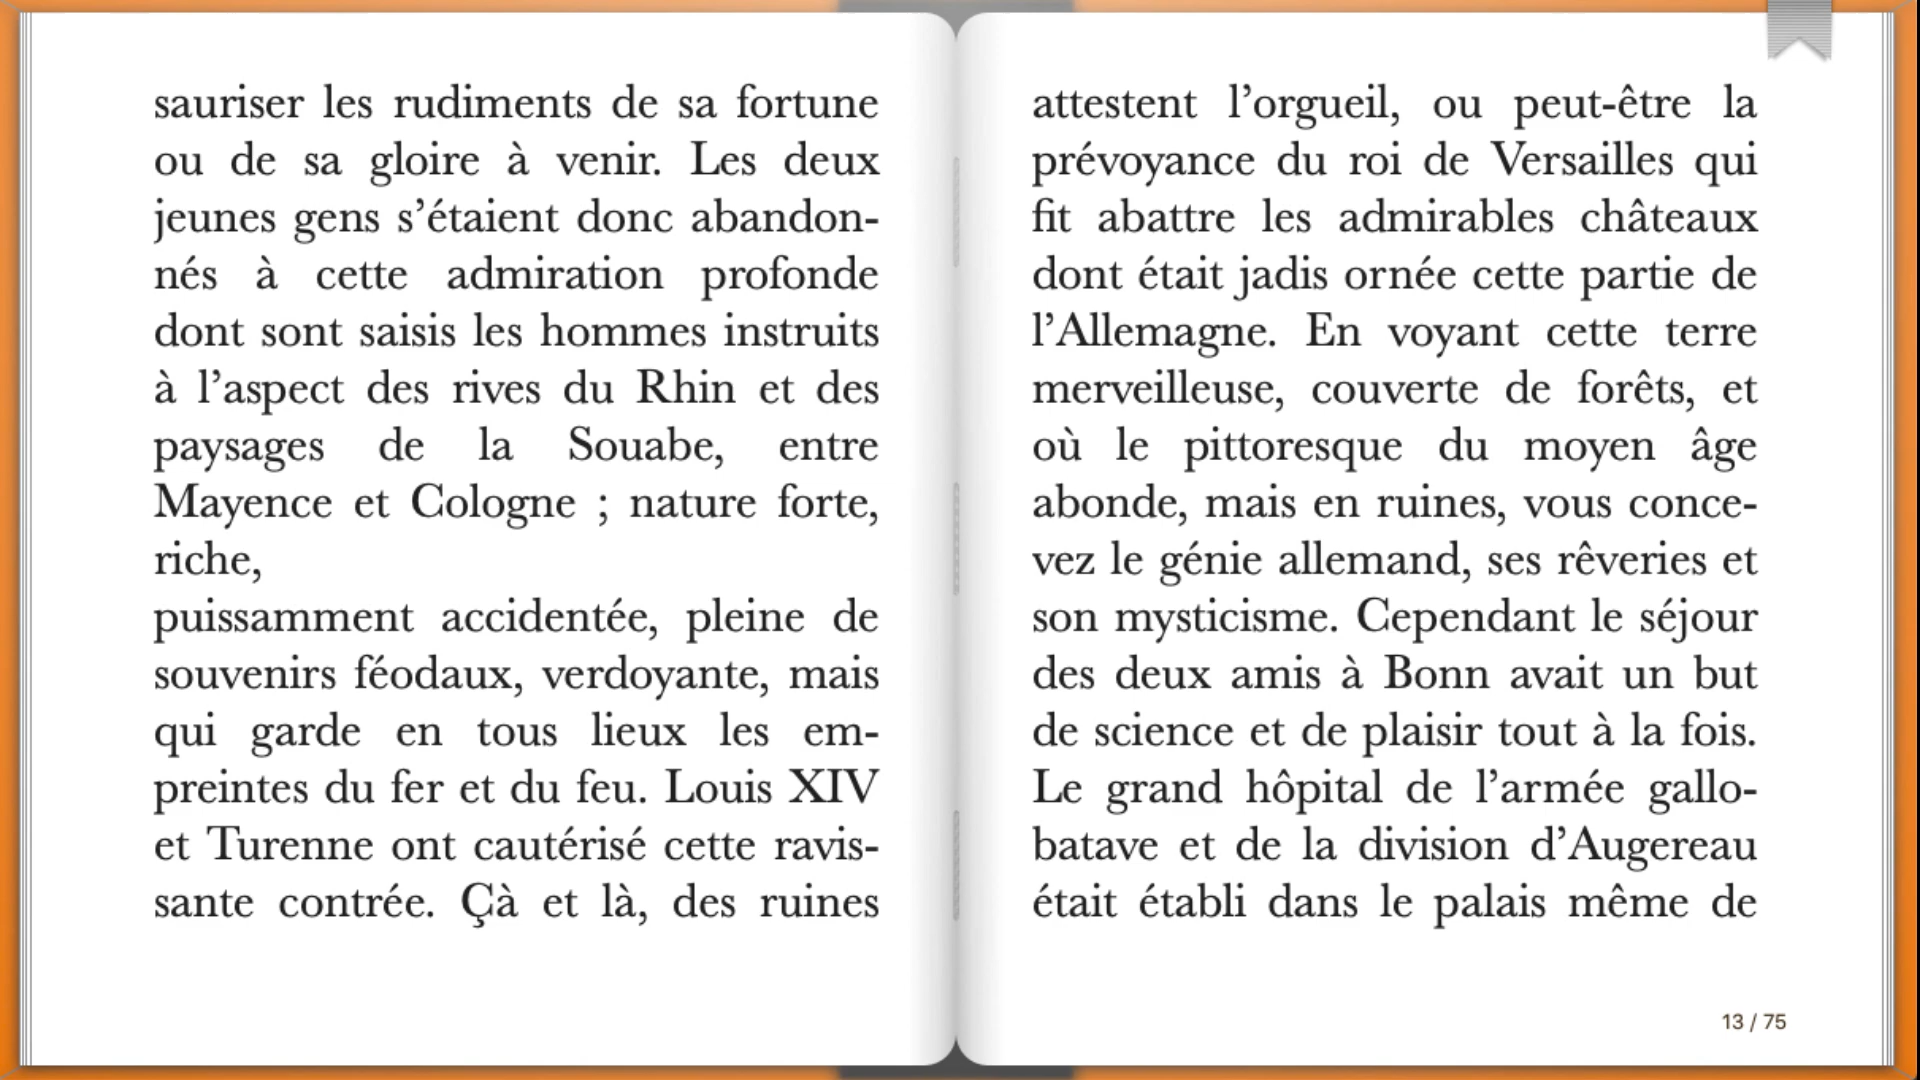 sauriser les rudiments de sa fortune
ou de sa gloire à venir. Les deux
jeunes gens s’étaient donc abandon-
nés à cette admiration profonde
dont sont saisis les hommes instruits
à l’aspect des rives du Rhin et des
paysages de la Souabe, entre
Mayence et Cologne ; nature forte,
riche,
puissamment accidentée, pleine de
souvenirs féodaux, verdoyante, mais
qui garde en tous lieux les em-
preintes du fer et du feu. Louis XIV
et Turenne ont cautérisé cette ravis-
sante contrée. Çà et là, des ruines
attestent l’orgueil, ou peut-être la
prévoyance du roi de Versailles qui
fit abattre les admirables châteaux
dont était jadis ornée cette partie de
l’Allemagne. En voyant cette terre
merveilleuse, couverte de forêts, et
où le pittoresque du moyen âge
abonde, mais en ruines, vous conce-
vez le génie allemand, ses rêveries et
son mysticisme. Cependant le séjour
des deux amis à Bonn avait un but
de science et de plaisir tout à la fois.
Le grand hôpital de l’armée gallo-
batave et de la division d’Augereau
était établi dans le palais même de
13 / 75